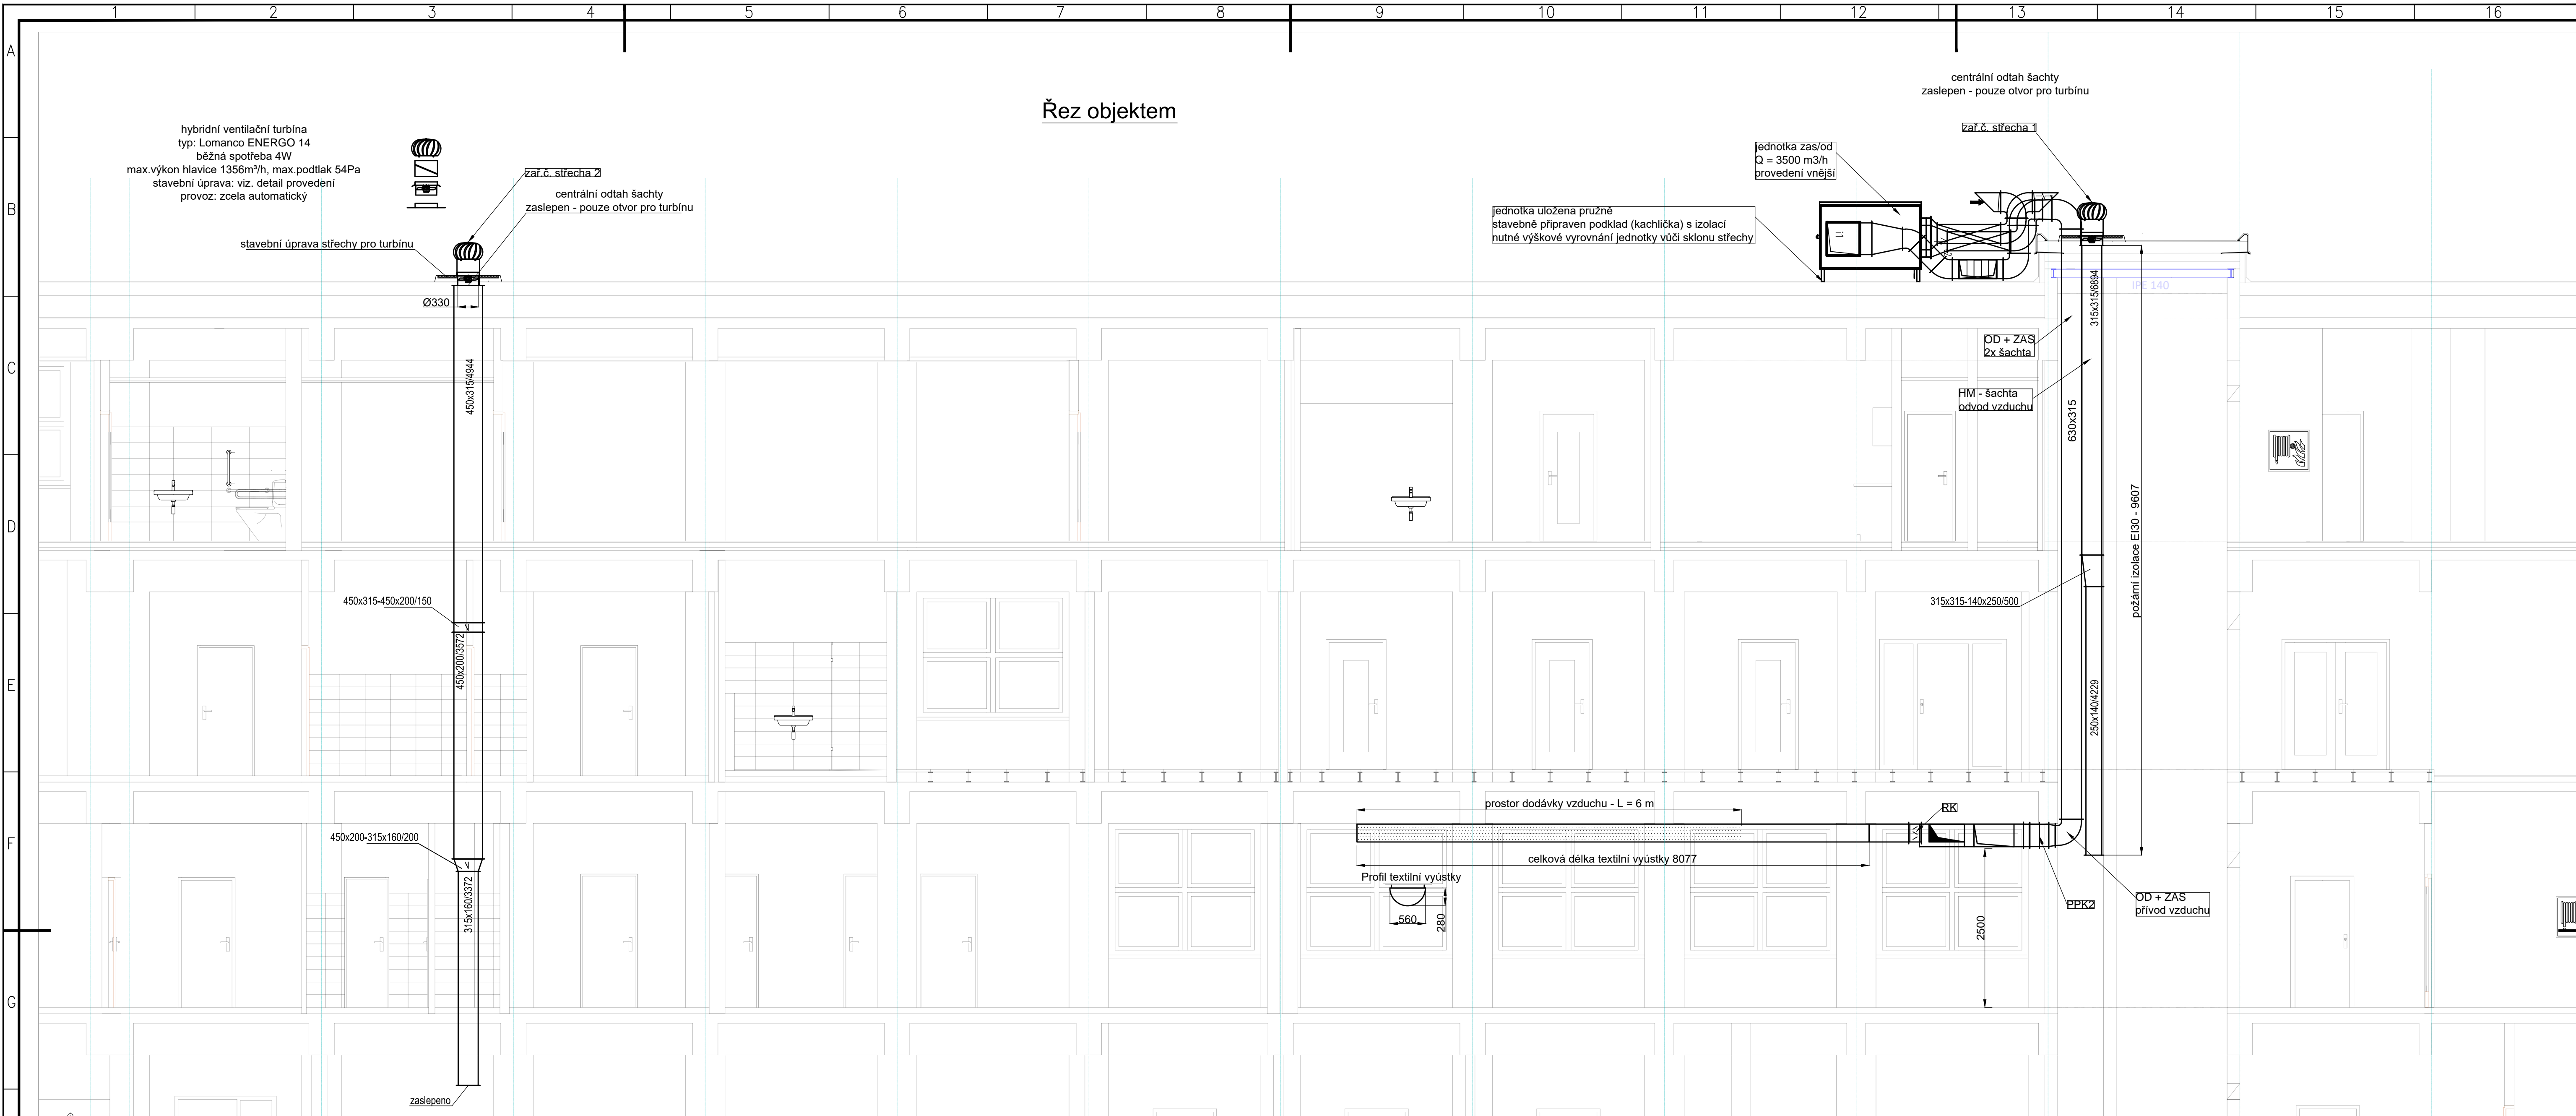 1 2 3 4 5 6 7 8 9 10 11 12 13 14 15 16
A
B
C
D
E
F
G
Řez objektem
hybridní ventilační turbína
typ: Lomanco ENERGO 14
běžná spotřeba 4W
max.výkon hlavice 1356m³/h, max.podtlak 54Pa
stavební úprava: viz. detail provedení
provoz: zcela automatický
zař.č. střecha 2
centrální odtah šachty
zaslepen - pouze otvor pro turbínu
stavební úprava střechy pro turbínu
Ø330
450x315/4944
450x315-450x200/150
450x200/3572
450x200-315x160/200
315x160/3372
zaslepeno
centrální odtah šachty
zaslepen - pouze otvor pro turbínu
zař.č. střecha 1
jednotka zas/od
Q = 3500 m3/h
provedení vnější
jednotka uložena pružně
stavebně připraven podklad (kachlička) s izolací
nutné výškové vyrovnání jednotky vůči sklonu střechy
i1
IPE 140
315x315/6894
OD + ZAS
2x šachta
HM - šachta
odvod vzduchu
630x315
požární izolace EI30 - 9607
315x315-140x250/500
250x140/4229
prostor dodávky vzduchu - L = 6 m
RK
celková délka textilní vyústky 8077
Profil textilní vyústky
560
280
2500
PPK2
OD + ZAS
přívod vzduchu